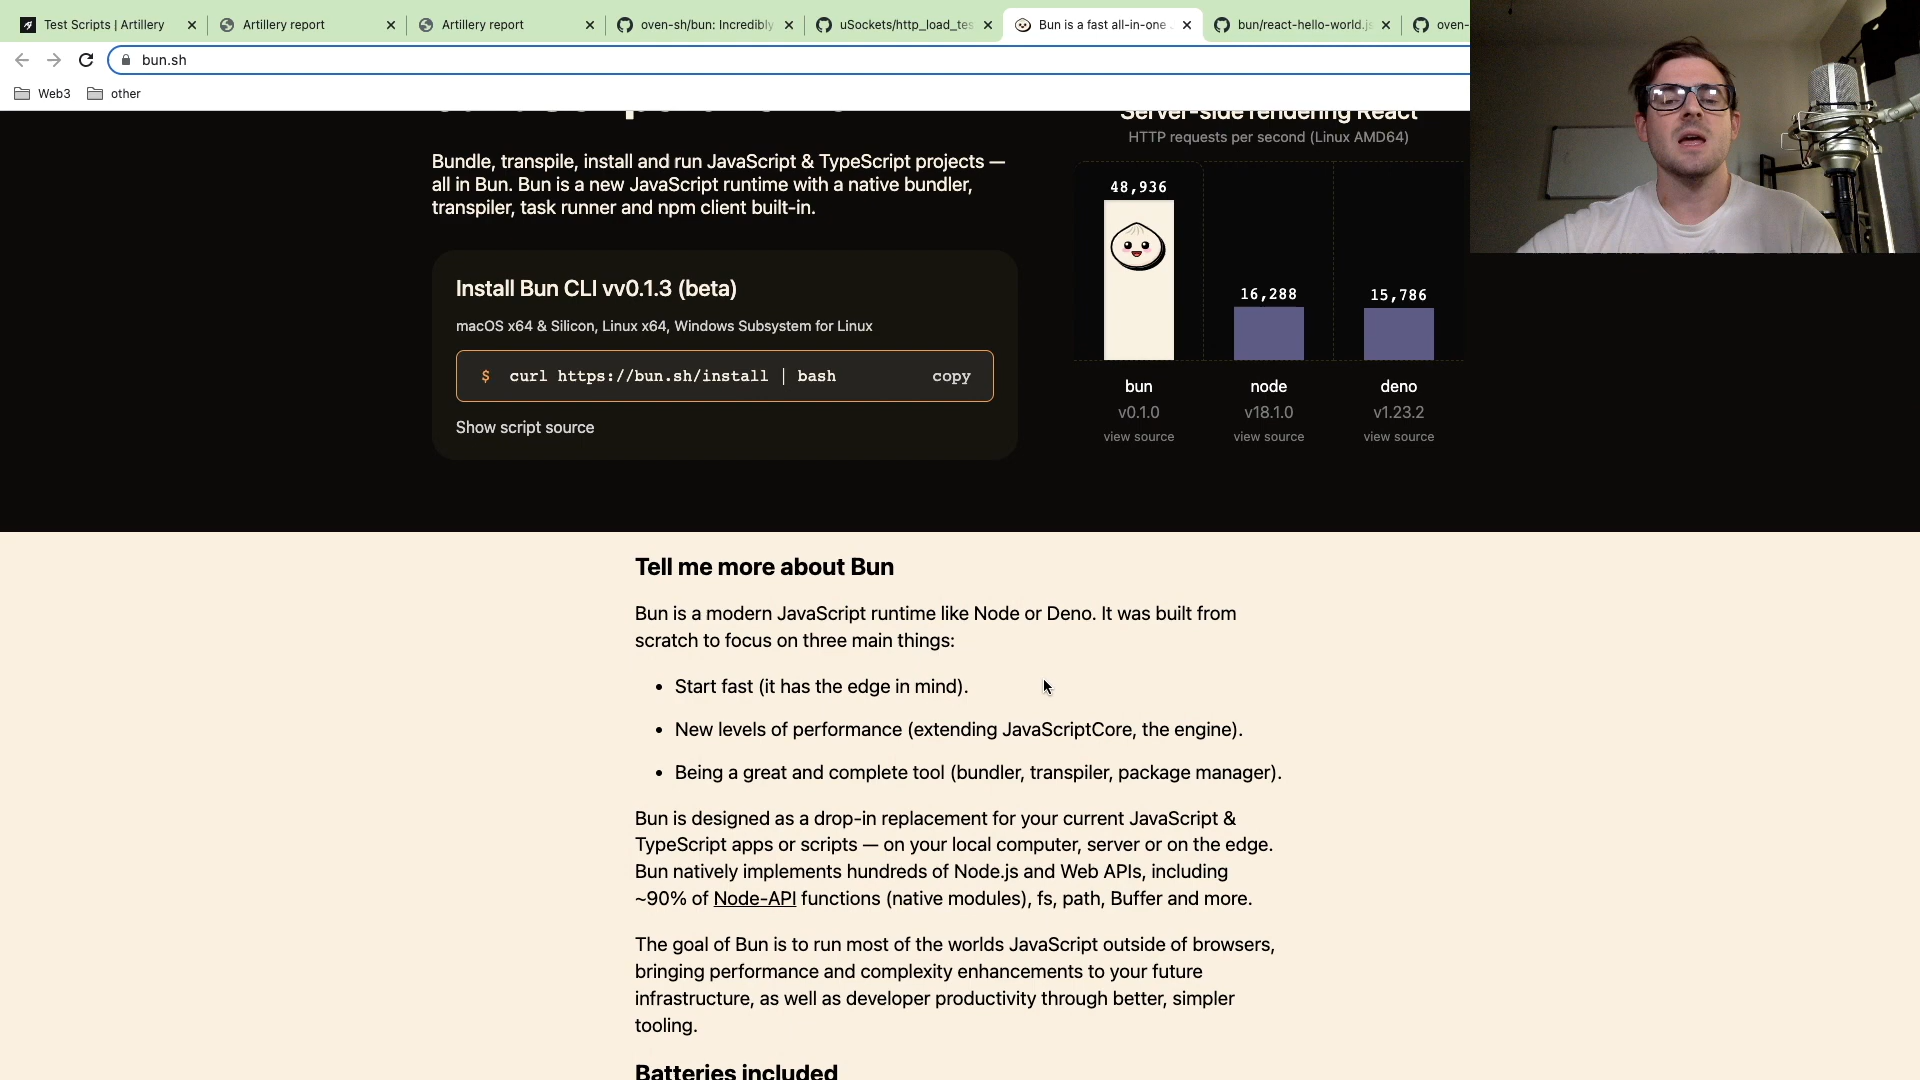 Test Scripts | Artillery
Artillery report
Artillery report
oven-sh/bun: Incredibly
uSockets/http_load_tes
Bun is a fast all-in-one
bun/react-hello-world.js
oven-
bun.sh
Web3
other
Server-side rendering React
HTTP requests per second (Linux AMD64)
Bundle, transpile, install and run JavaScript & TypeScript projects —
all in Bun. Bun is a new JavaScript runtime with a native bundler,
transpiler, task runner and npm client built-in.
Install Bun CLI vv0.1.3 (beta)
macOS x64 & Silicon, Linux x64, Windows Subsystem for Linux
$ curl https://bun.sh/install | bash
copy
Show script source
48,936
16,288
15,786
bun
node
deno
v0.1.0
v18.1.0
v1.23.2
view source
view source
view source
Tell me more about Bun
Bun is a modern JavaScript runtime like Node or Deno. It was built from
scratch to focus on three main things:
• Start fast (it has the edge in mind).
• New levels of performance (extending JavaScriptCore, the engine).
• Being a great and complete tool (bundler, transpiler, package manager).
Bun is designed as a drop-in replacement for your current JavaScript &
TypeScript apps or scripts — on your local computer, server or on the edge.
Bun natively implements hundreds of Node.js and Web APIs, including
~90% of Node-API functions (native modules), fs, path, Buffer and more.
The goal of Bun is to run most of the worlds JavaScript outside of browsers,
bringing performance and complexity enhancements to your future
infrastructure, as well as developer productivity through better, simpler
tooling.
Batteries included